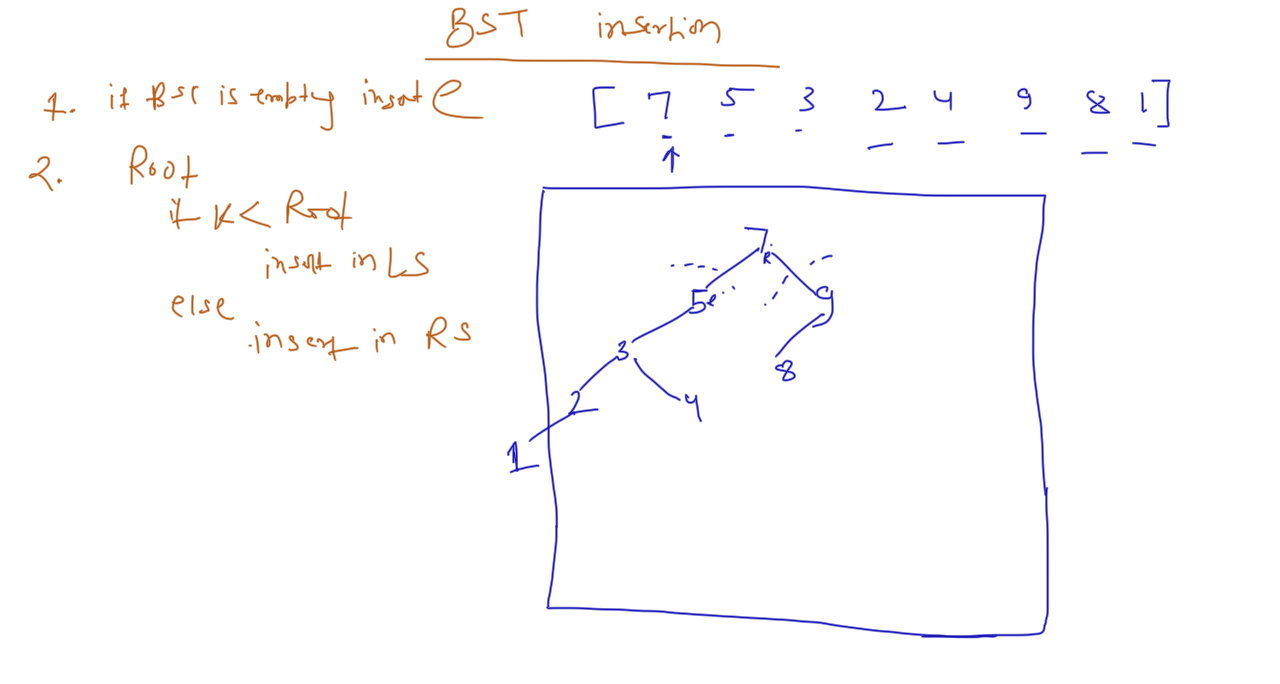 BST insertion
1. if BST is empty insert e
[ 7 5 3 2 4 9 8 1 ]
2. Root
if K < Root
insert in LS
else
insert in RS
7
R
5 e 9
3 8
2 4
1